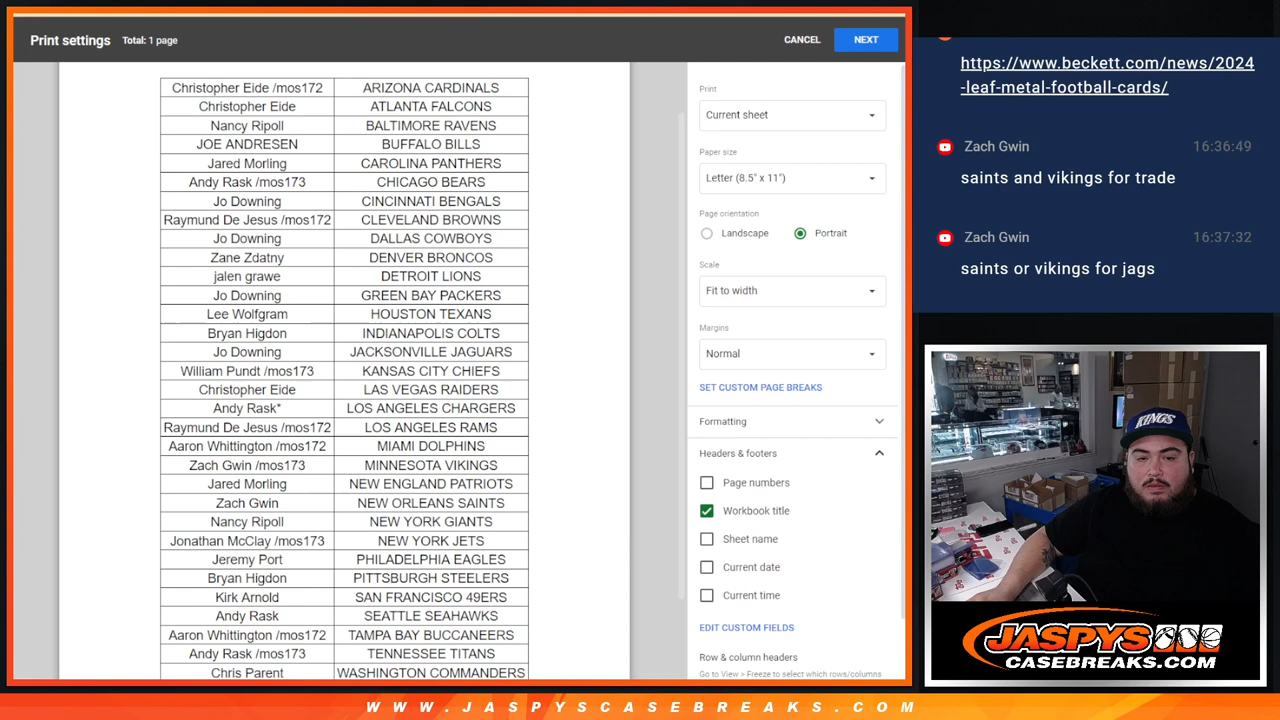 Print settings Total: 1 page CANCEL NEXT
Christopher Eide /mos172 ARIZONA CARDINALS
Christopher Eide ATLANTA FALCONS
Nancy Ripoll BALTIMORE RAVENS
JOE ANDRESEN BUFFALO BILLS
Jared Morling CAROLINA PANTHERS
Andy Rask /mos173 CHICAGO BEARS
Jo Downing CINCINNATI BENGALS
Raymund De Jesus /mos172 CLEVELAND BROWNS
Jo Downing DALLAS COWBOYS
Zane Zdatny DENVER BRONCOS
jalen grawe DETROIT LIONS
Jo Downing GREEN BAY PACKERS
Lee Wolfgram HOUSTON TEXANS
Bryan Higdon INDIANAPOLIS COLTS
Jo Downing JACKSONVILLE JAGUARS
William Pundt /mos173 KANSAS CITY CHIEFS
Christopher Eide LAS VEGAS RAIDERS
Andy Rask* LOS ANGELES CHARGERS
Raymund De Jesus /mos172 LOS ANGELES RAMS
Aaron Whittington /mos172 MIAMI DOLPHINS
Zach Gwin /mos173 MINNESOTA VIKINGS
Jared Morling NEW ENGLAND PATRIOTS
Zach Gwin NEW ORLEANS SAINTS
Nancy Ripoll NEW YORK GIANTS
Jonathan McClay /mos173 NEW YORK JETS
Jeremy Port PHILADELPHIA EAGLES
Bryan Higdon PITTSBURGH STEELERS
Kirk Arnold SAN FRANCISCO 49ERS
Andy Rask SEATTLE SEAHAWKS
Aaron Whittington /mos172 TAMPA BAY BUCCANEERS
Andy Rask /mos173 TENNESSEE TITANS
Chris Parent WASHINGTON COMMANDERS
Print
Current sheet
Paper size
Letter (8.5" x 11")
Page orientation
Landscape Portrait
Scale
Fit to width
Margins
Normal
SET CUSTOM PAGE BREAKS
Formatting
Headers & footers
Page numbers
Workbook title
Sheet name
Current date
Current time
EDIT CUSTOM FIELDS
Row & column headers
Go to View > Freeze to select which rows/columns
https://www.beckett.com/news/2024
-leaf-metal-football-cards/
Zach Gwin 16:36:49
saints and vikings for trade
Zach Gwin 16:37:32
saints or vikings for jags
KINGS
JASPYS
CASEBREAKS.COM
WWW.JASPYSCASEBREAKS.COM